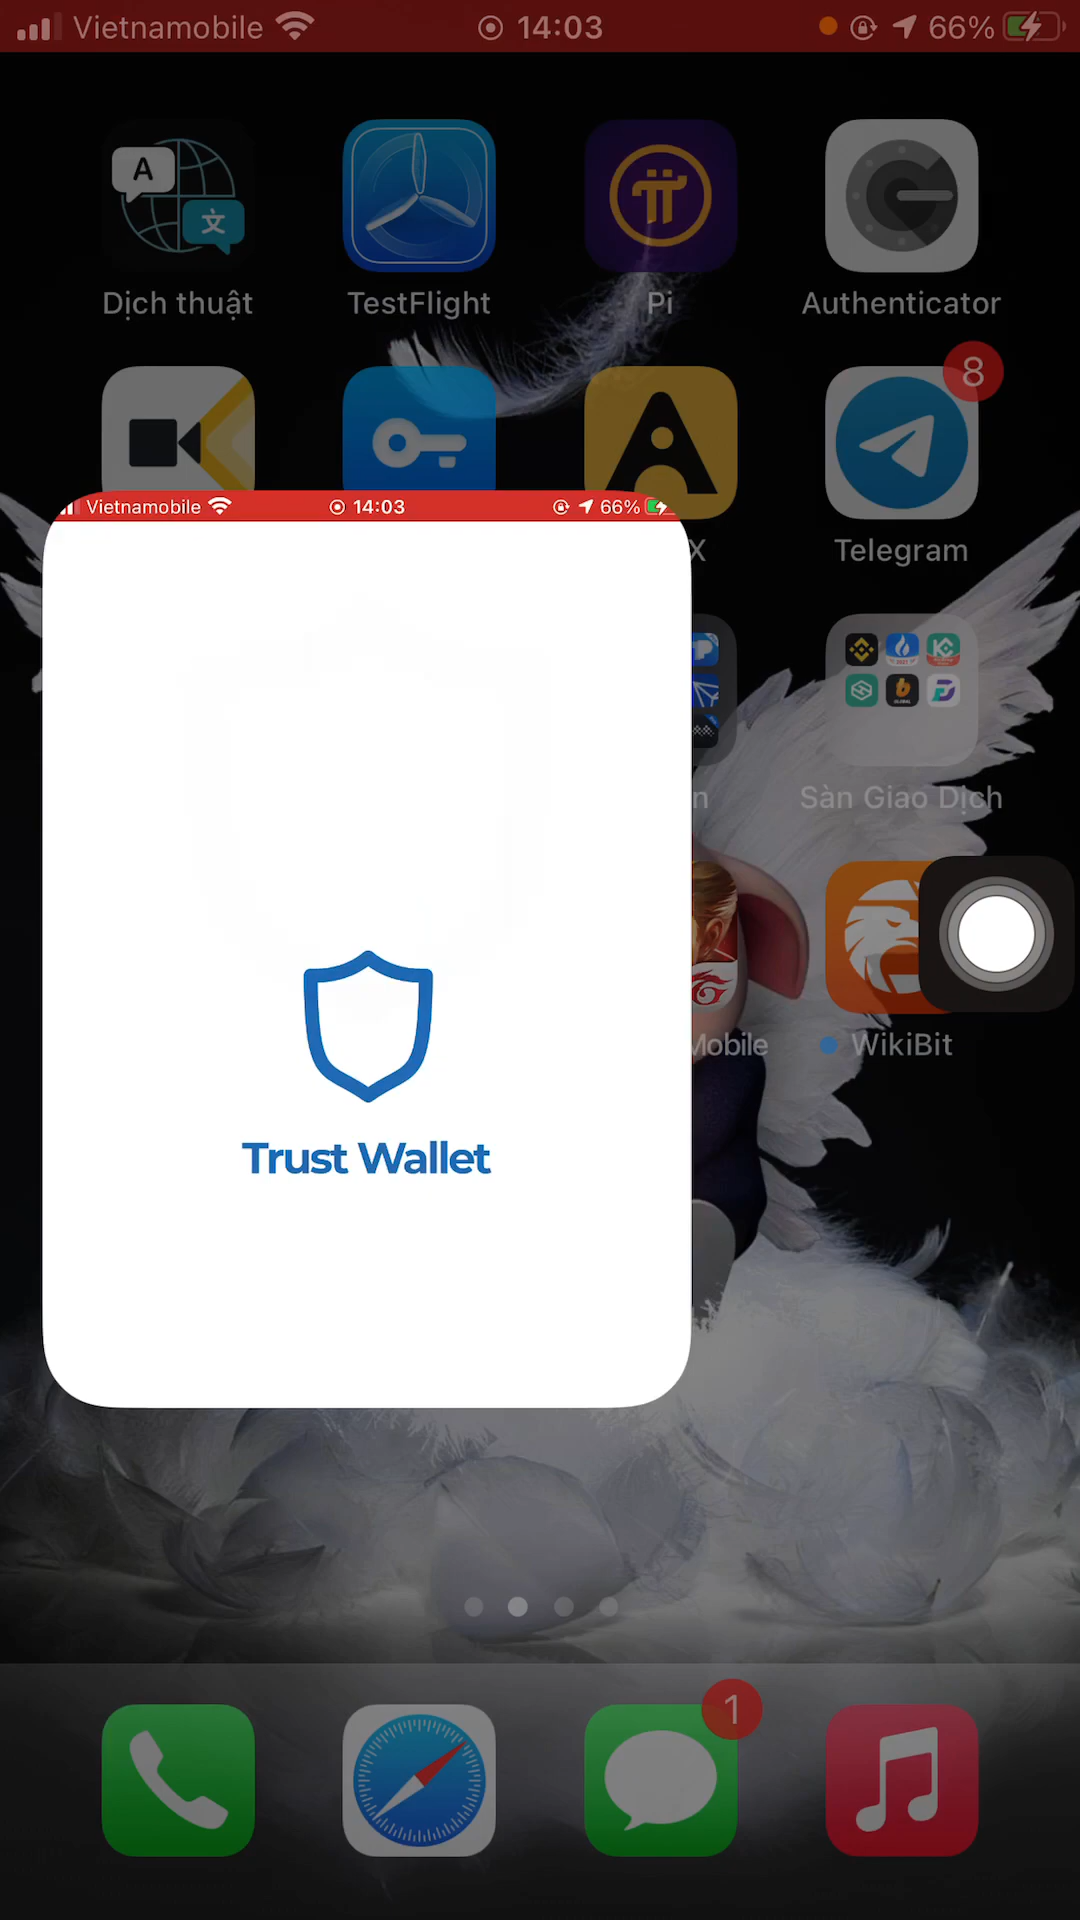 Vietnamobile 14:03 66%
A 文
Dịch thuật TestFlight Pi Authenticator
8
Vietnamobile 14:03 66%
X Telegram
n Sàn Giao Dịch
Trust Wallet
Mobile WikiBit
1